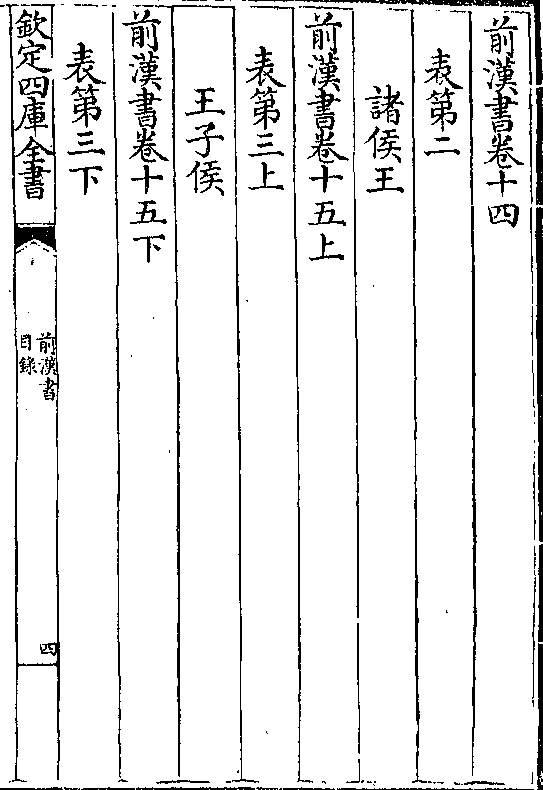 前漢書卷十四
表第二
諸侯王
前漢書卷十五上
表第三上
王子侯
前漢書卷十五下
表第三下
欽定四庫全書
前漢書
目錄
四